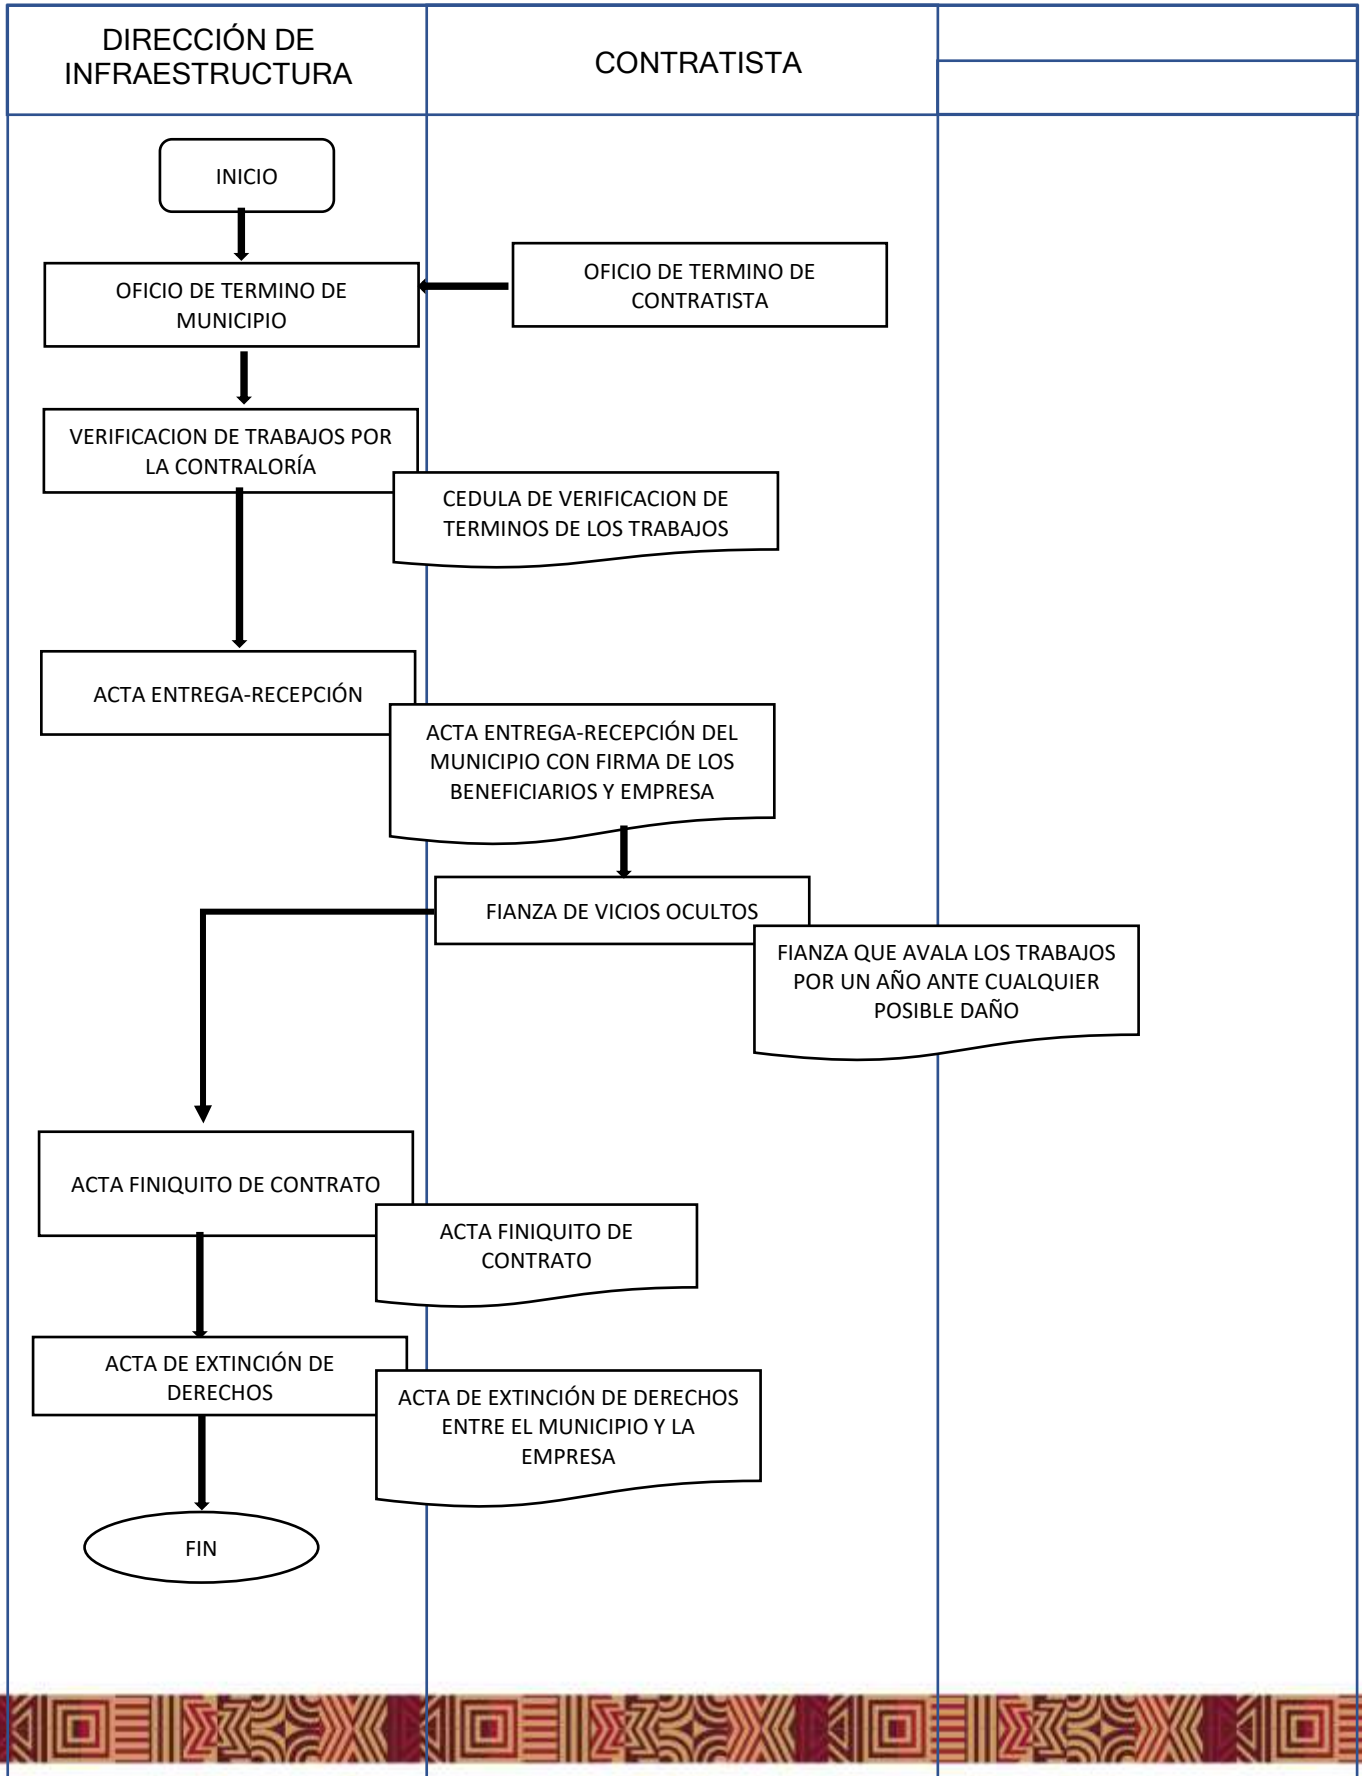 DIRECCIÓN DE
INFRAESTRUCTURA
CONTRATISTA
INICIO
OFICIO DE TERMINO DE
MUNICIPIO
OFICIO DE TERMINO DE
CONTRATISTA
VERIFICACION DE TRABAJOS POR
LA CONTRALORÍA
CEDULA DE VERIFICACION DE
TERMINOS DE LOS TRABAJOS
ACTA ENTREGA-RECEPCIÓN
ACTA ENTREGA-RECEPCIÓN DEL
MUNICIPIO CON FIRMA DE LOS
BENEFICIARIOS Y EMPRESA
FIANZA DE VICIOS OCULTOS
FIANZA QUE AVALA LOS TRABAJOS
POR UN AÑO ANTE CUALQUIER
POSIBLE DAÑO
ACTA FINIQUITO DE CONTRATO
ACTA FINIQUITO DE
CONTRATO
ACTA DE EXTINCIÓN DE
DERECHOS
ACTA DE EXTINCIÓN DE DERECHOS
ENTRE EL MUNICIPIO Y LA
EMPRESA
FIN